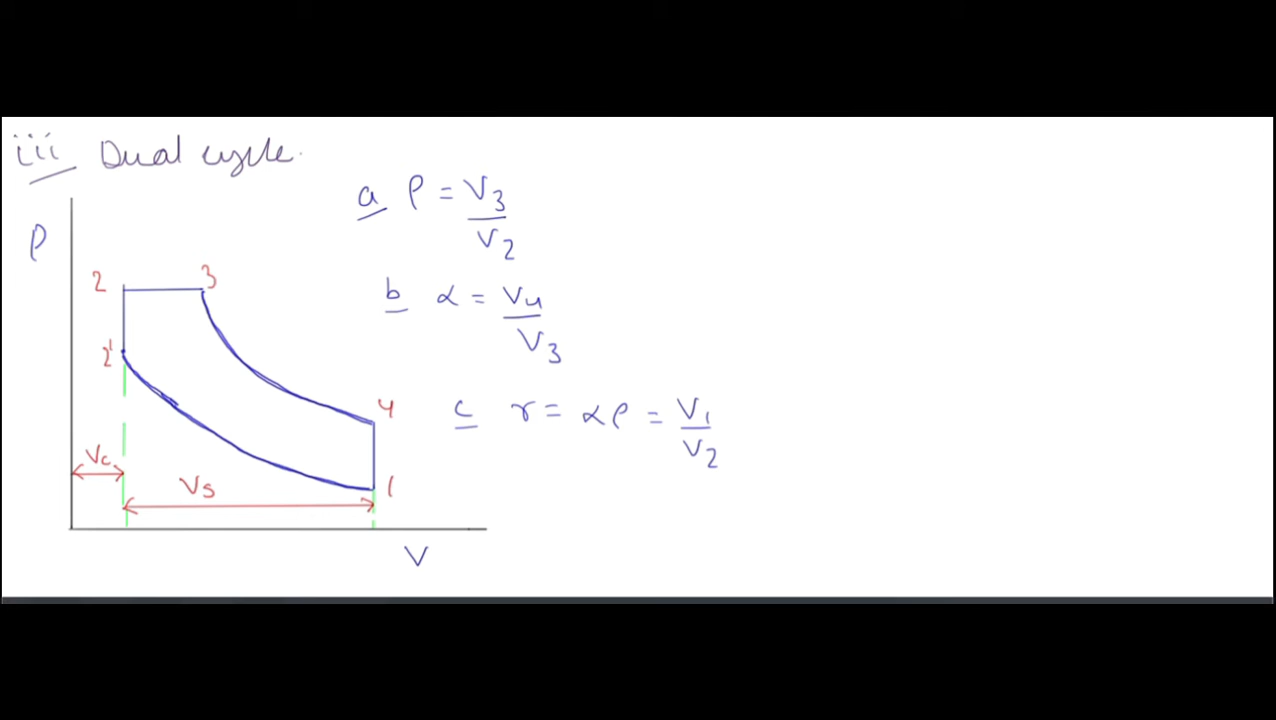 iii Dual cycle.
a ρ = V3/V2
P
2 3
b α = V4/V3
2'
4
c r = αρ = V1/V2
Vc
Vs
1
V